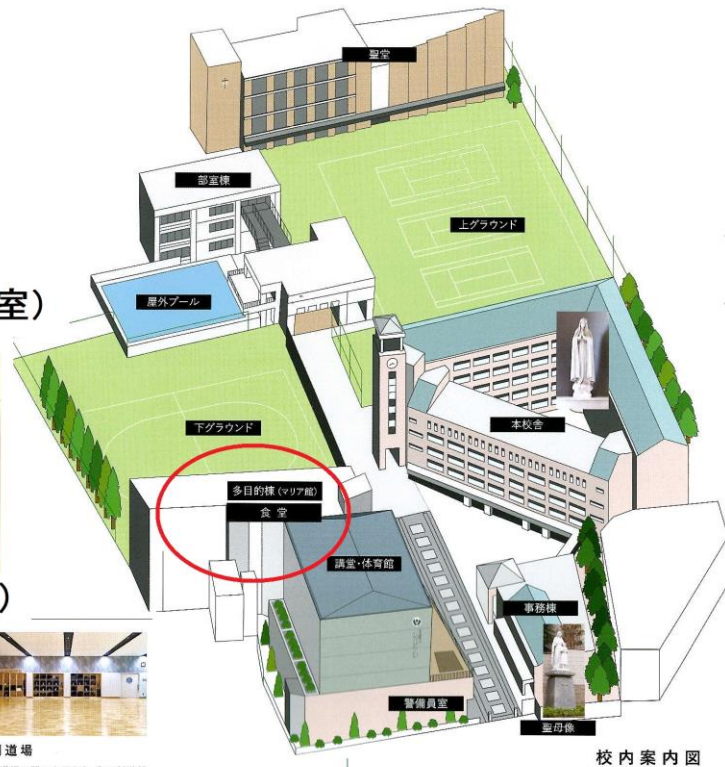 聖堂
部室棟
上グラウンド
室)
屋外プール
本校舎
下グラウンド
多目的棟 (マリア館)
食堂
講堂・体育館
)
事務棟
警備員室
道場
聖母像
校内案内図